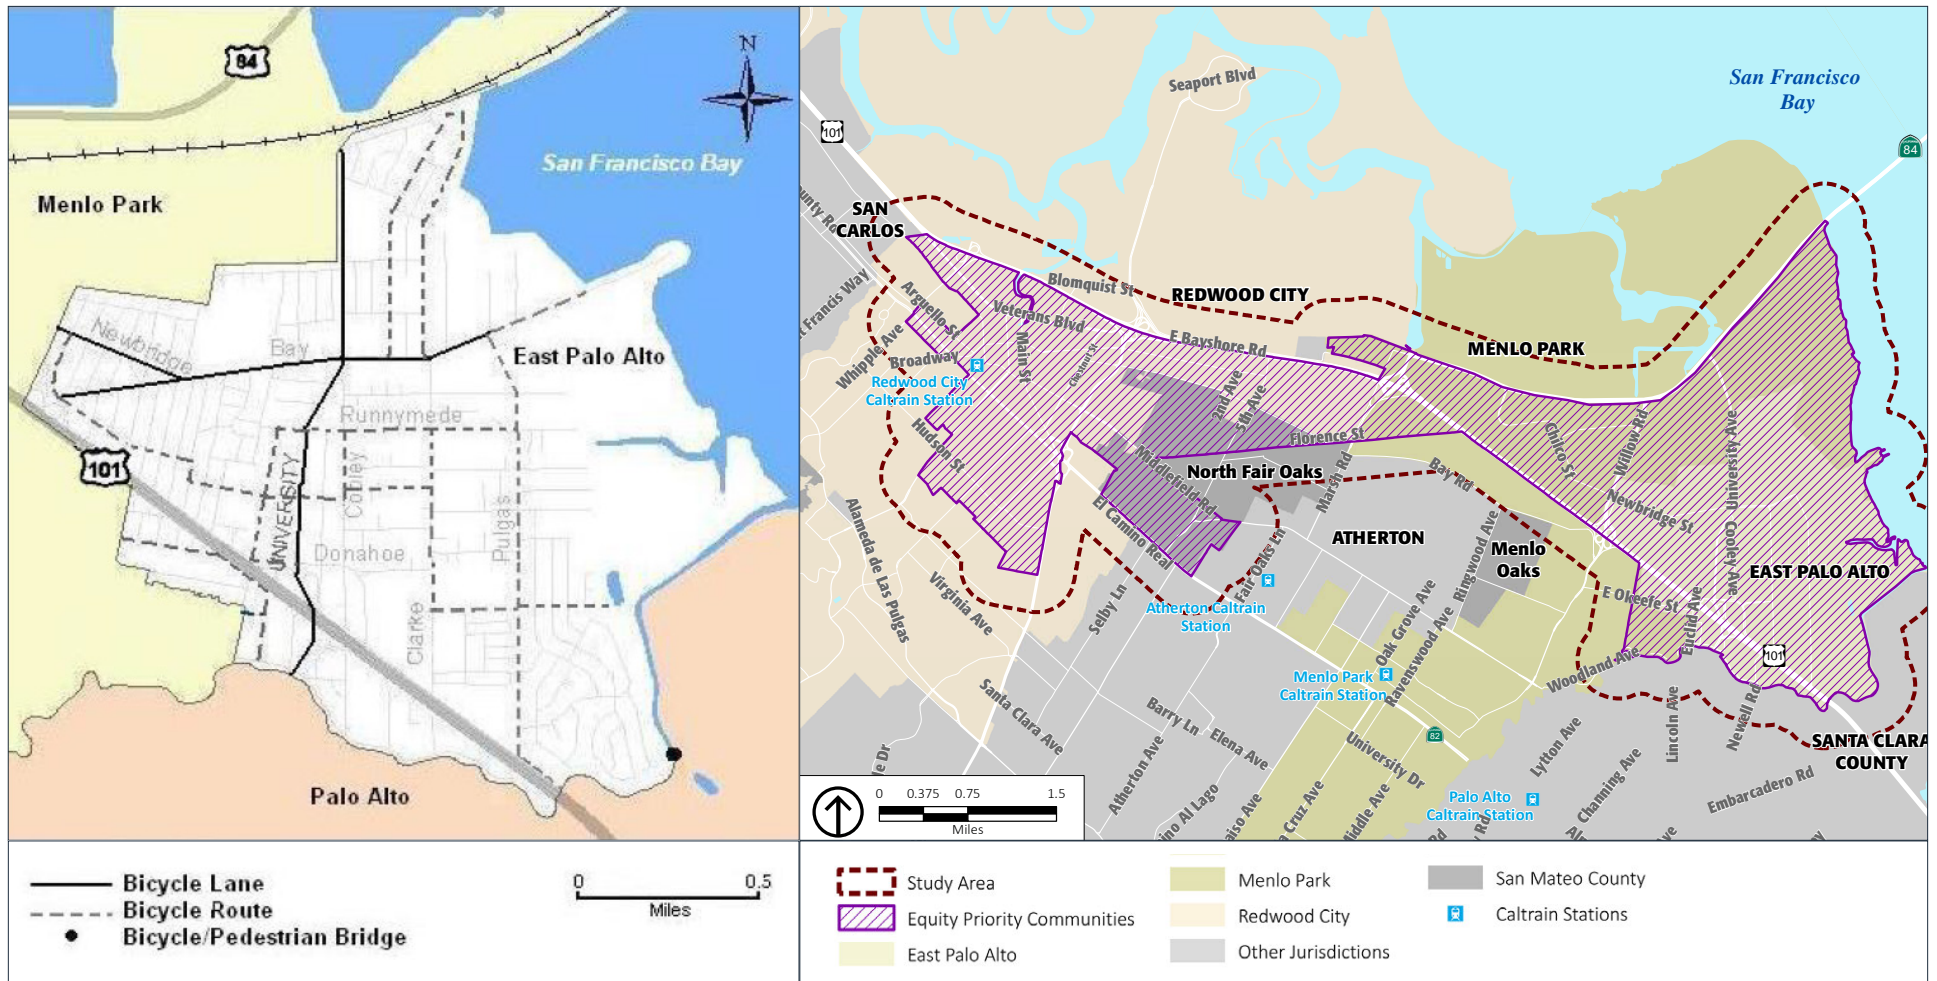 84
N
San Francisco Bay
Menlo Park
Newbridge
Bay
East Palo Alto
Runnymede
101
UNIVERSITY
Cooley
Pulgas
Donahoe
Clarke
Palo Alto
Bicycle Lane
Bicycle Route
Bicycle/Pedestrian Bridge
0 0.5
Miles
Seaport Blvd
San Francisco
Bay
101
84
SAN
CARLOS
Blomquist St
REDWOOD CITY
Arguello St
Veterans Blvd
E Bayshore Rd
MENLO PARK
Whipple Ave
Broadway
Main St
Chestnut St
Redwood City
Caltrain Station
2nd Ave
5th Ave
Hudson St
Florence St
Middlefield Rd
North Fair Oaks
Marsh Rd
Bay Rd
Chilco St
Willow Rd
University Ave
Newbridge St
Cooley Ave
El Camino Real
ATHERTON
Menlo
Oaks
EAST PALO ALTO
Alameda de Las Pulgas
Virginia Ave
Selby Ln
Fair Oaks Ln
Atherton Caltrain
Station
Ringwood Ave
Oak Grove Ave
Ravenswood Ave
E Okeefe St
Euclid Ave
101
Woodland Ave
Menlo Park
Caltrain Station
Santa Clara Ave
Barry Ln
Elena Ave
Atherton Ave
82
University Dr
Lytton Ave
Lincoln Ave
Newell Rd
SANTA CLARA
COUNTY
Channing Ave
Embarcadero Rd
Palo Alto
Caltrain Station
Middle Ave
0 0.375 0.75 1.5
Miles
Study Area
Equity Priority Communities
East Palo Alto
Menlo Park
Redwood City
Other Jurisdictions
San Mateo County
Caltrain Stations